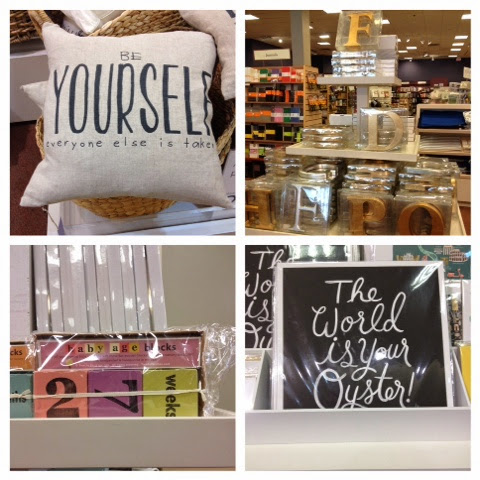 BE
YOURSELF
everyone else is taken
F
D
H E P O
baby age blocks
2 7 weeks
The
World
is Your
Oyster!